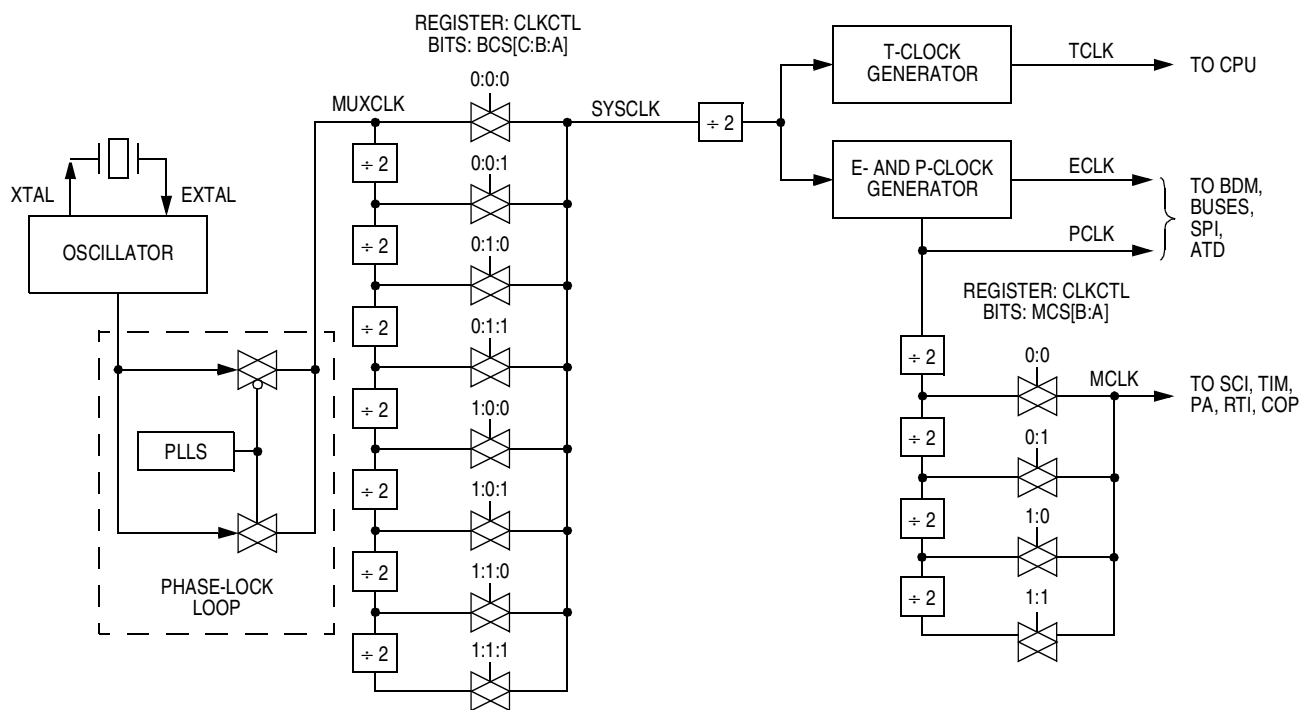 REGISTER: CLKCTL
BITS: BCS[C:B:A]
0:0:0
MUXCLK
SYSCLK
÷ 2
T-CLOCK
GENERATOR
TCLK
TO CPU
÷ 2
0:0:1
E- AND P-CLOCK
GENERATOR
ECLK
PCLK
TO BDM,
BUSES,
SPI,
ATD
XTAL
EXTAL
OSCILLATOR
÷ 2
0:1:0
÷ 2
0:1:1
÷ 2
1:0:0
÷ 2
1:0:1
÷ 2
1:1:0
÷ 2
1:1:1
PLLS
PHASE-LOCK
LOOP
REGISTER: CLKCTL
BITS: MCS[B:A]
÷ 2
0:0
MCLK
TO SCI, TIM,
PA, RTI, COP
÷ 2
0:1
÷ 2
1:0
÷ 2
1:1